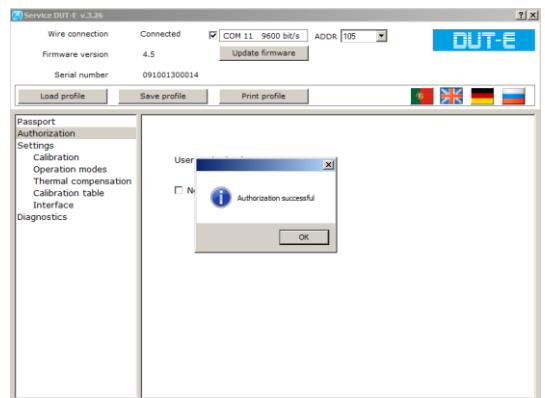 Service DUT-E v.3.26
Wire connection Connected COM 11 9600 bit/s ADDR 105
DUT-E
Firmware version 4.5 Update firmware
Serial number 091001300014
Load profile Save profile Print profile
Passport
Authorization
Settings
Calibration
Operation modes
Thermal compensation
Calibration table
Interface
Diagnostics
User
Authorization successful
OK